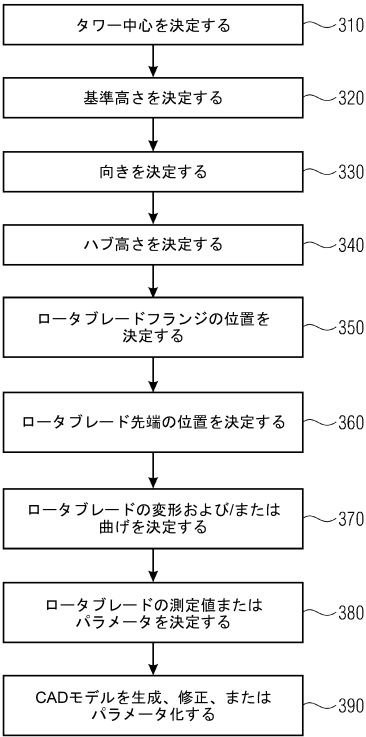 タワー中心を決定する 310
基準高さを決定する 320
向きを決定する 330
ハブ高さを決定する 340
ロータブレードフランジの位置を
決定する 350
ロータブレード先端の位置を決定する 360
ロータブレードの変形および/または
曲げを決定する 370
ロータブレードの測定値または
パラメータを決定する 380
CADモデルを生成、修正、または
パラメータ化する 390